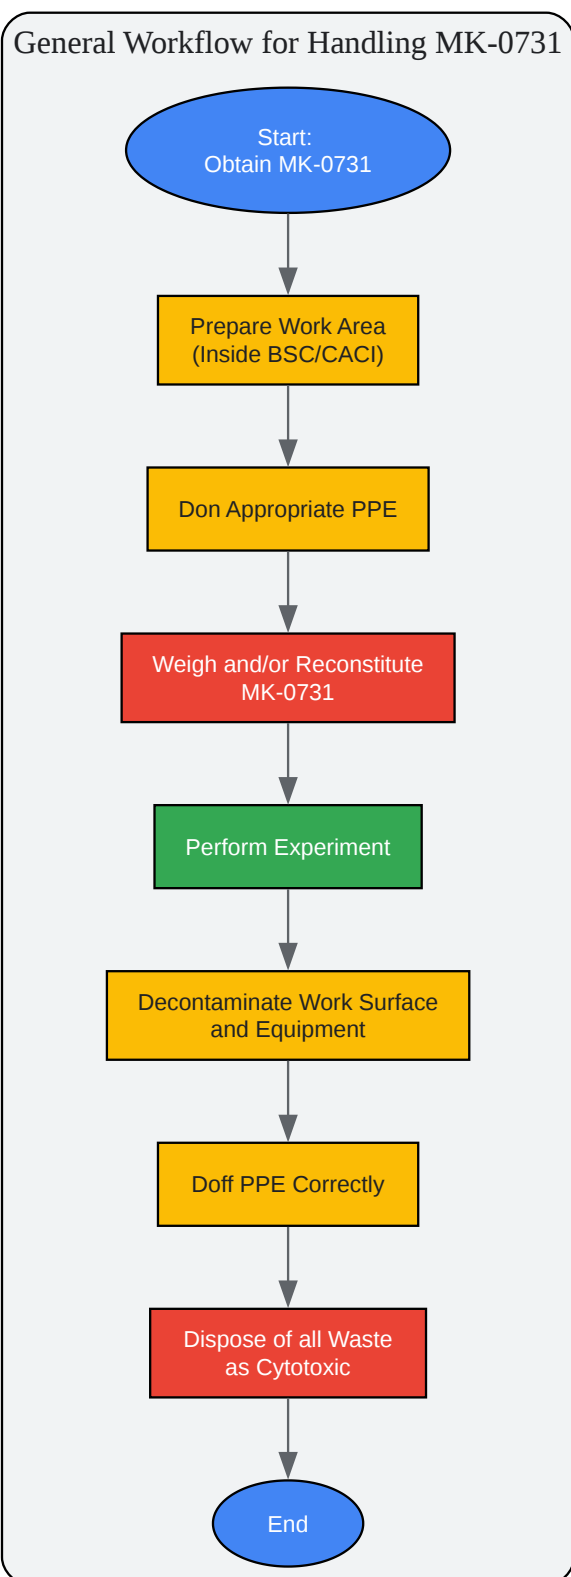 General Workflow for Handling MK-0731
Start:
Obtain MK-0731
Prepare Work Area
(Inside BSC/CACI)
Don Appropriate PPE
Weigh and/or Reconstitute
MK-0731
Perform Experiment
Decontaminate Work Surface
and Equipment
Doff PPE Correctly
Dispose of all Waste
as Cytotoxic
End